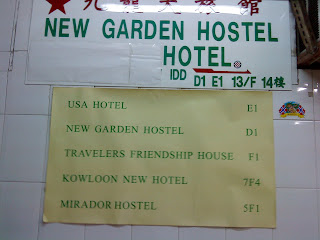 NEW GARDEN HOSTEL
HOTEL
IDD D1 E1 13/F 14樓
USA HOTEL E1
NEW GARDEN HOSTEL D1
TRAVELERS FRIENDSHIP HOUSE F1
KOWLOON NEW HOTEL 7F4
MIRADOR HOSTEL 5F1